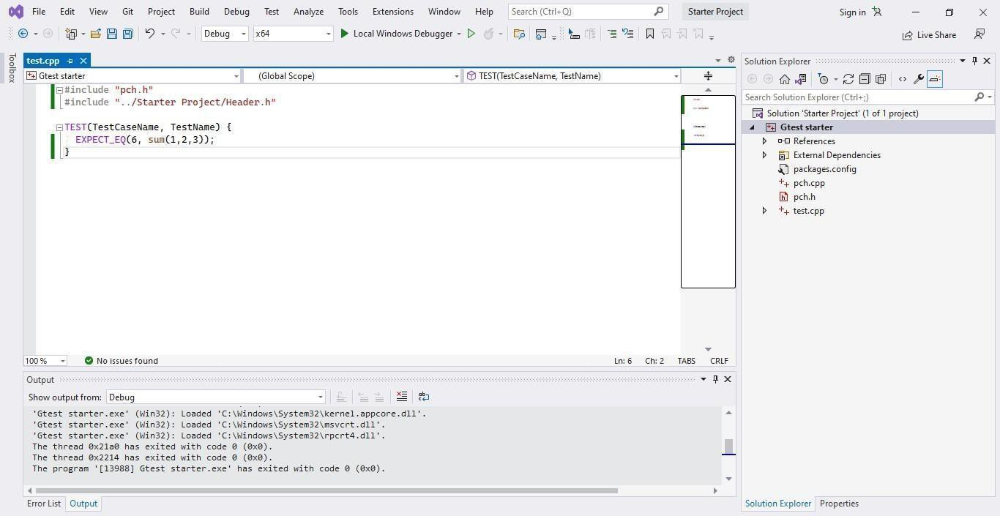 File Edit View Git Project Build Debug Test Analyze Tools Extensions Window Help Search (Ctrl+Q) Starter Project Sign in
Debug x64 Local Windows Debugger Live Share
Toolbox
test.cpp
Gtest starter (Global Scope) TEST(TestCaseName, TestName)
#include "pch.h"
#include "../Starter Project/Header.h"
TEST(TestCaseName, TestName) {
EXPECT_EQ(6, sum(1,2,3));
}
100 % No issues found Ln: 6 Ch: 2 TABS CRLF
Output
Show output from: Debug
'Gtest starter.exe' (Win32): Loaded 'C:\Windows\System32\kernel.appcore.dll'.
'Gtest starter.exe' (Win32): Loaded 'C:\Windows\System32\msvcrt.dll'.
'Gtest starter.exe' (Win32): Loaded 'C:\Windows\System32\rpcrt4.dll'.
The thread 0x21a0 has exited with code 0 (0x0).
The thread 0x2214 has exited with code 0 (0x0).
The program '[13988] Gtest starter.exe' has exited with code 0 (0x0).
Error List Output
Solution Explorer
Search Solution Explorer (Ctrl+;)
Solution 'Starter Project' (1 of 1 project)
Gtest starter
References
External Dependencies
packages.config
pch.cpp
pch.h
test.cpp
Solution Explorer Properties